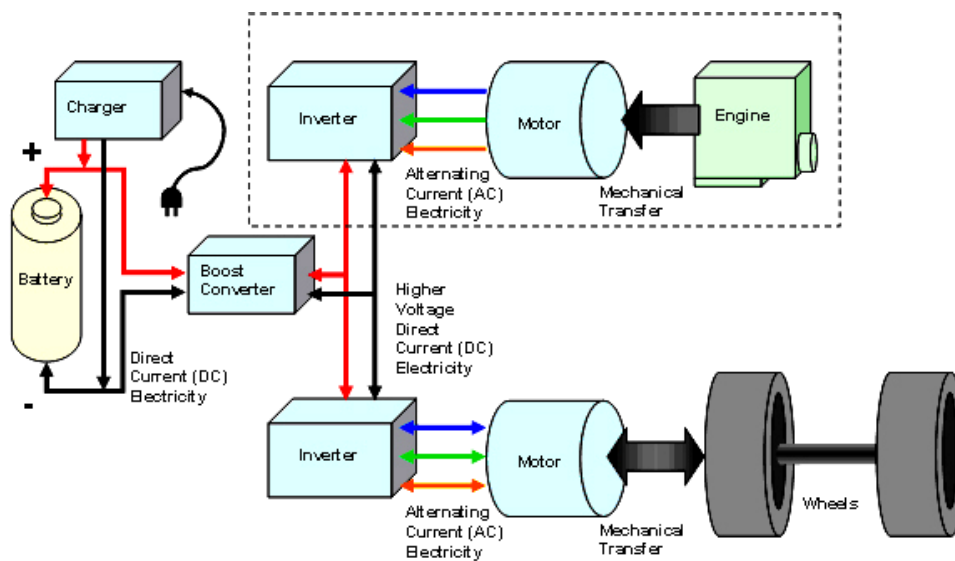 Charger
+
Battery
-
Direct
Current (DC)
Electricity
Boost
Converter
Inverter
Alternating
Current (AC)
Electricity
Motor
Mechanical
Transfer
Engine
Higher
Voltage
Direct
Current (DC)
Electricity
Inverter
Alternating
Current (AC)
Electricity
Motor
Mechanical
Transfer
Wheels